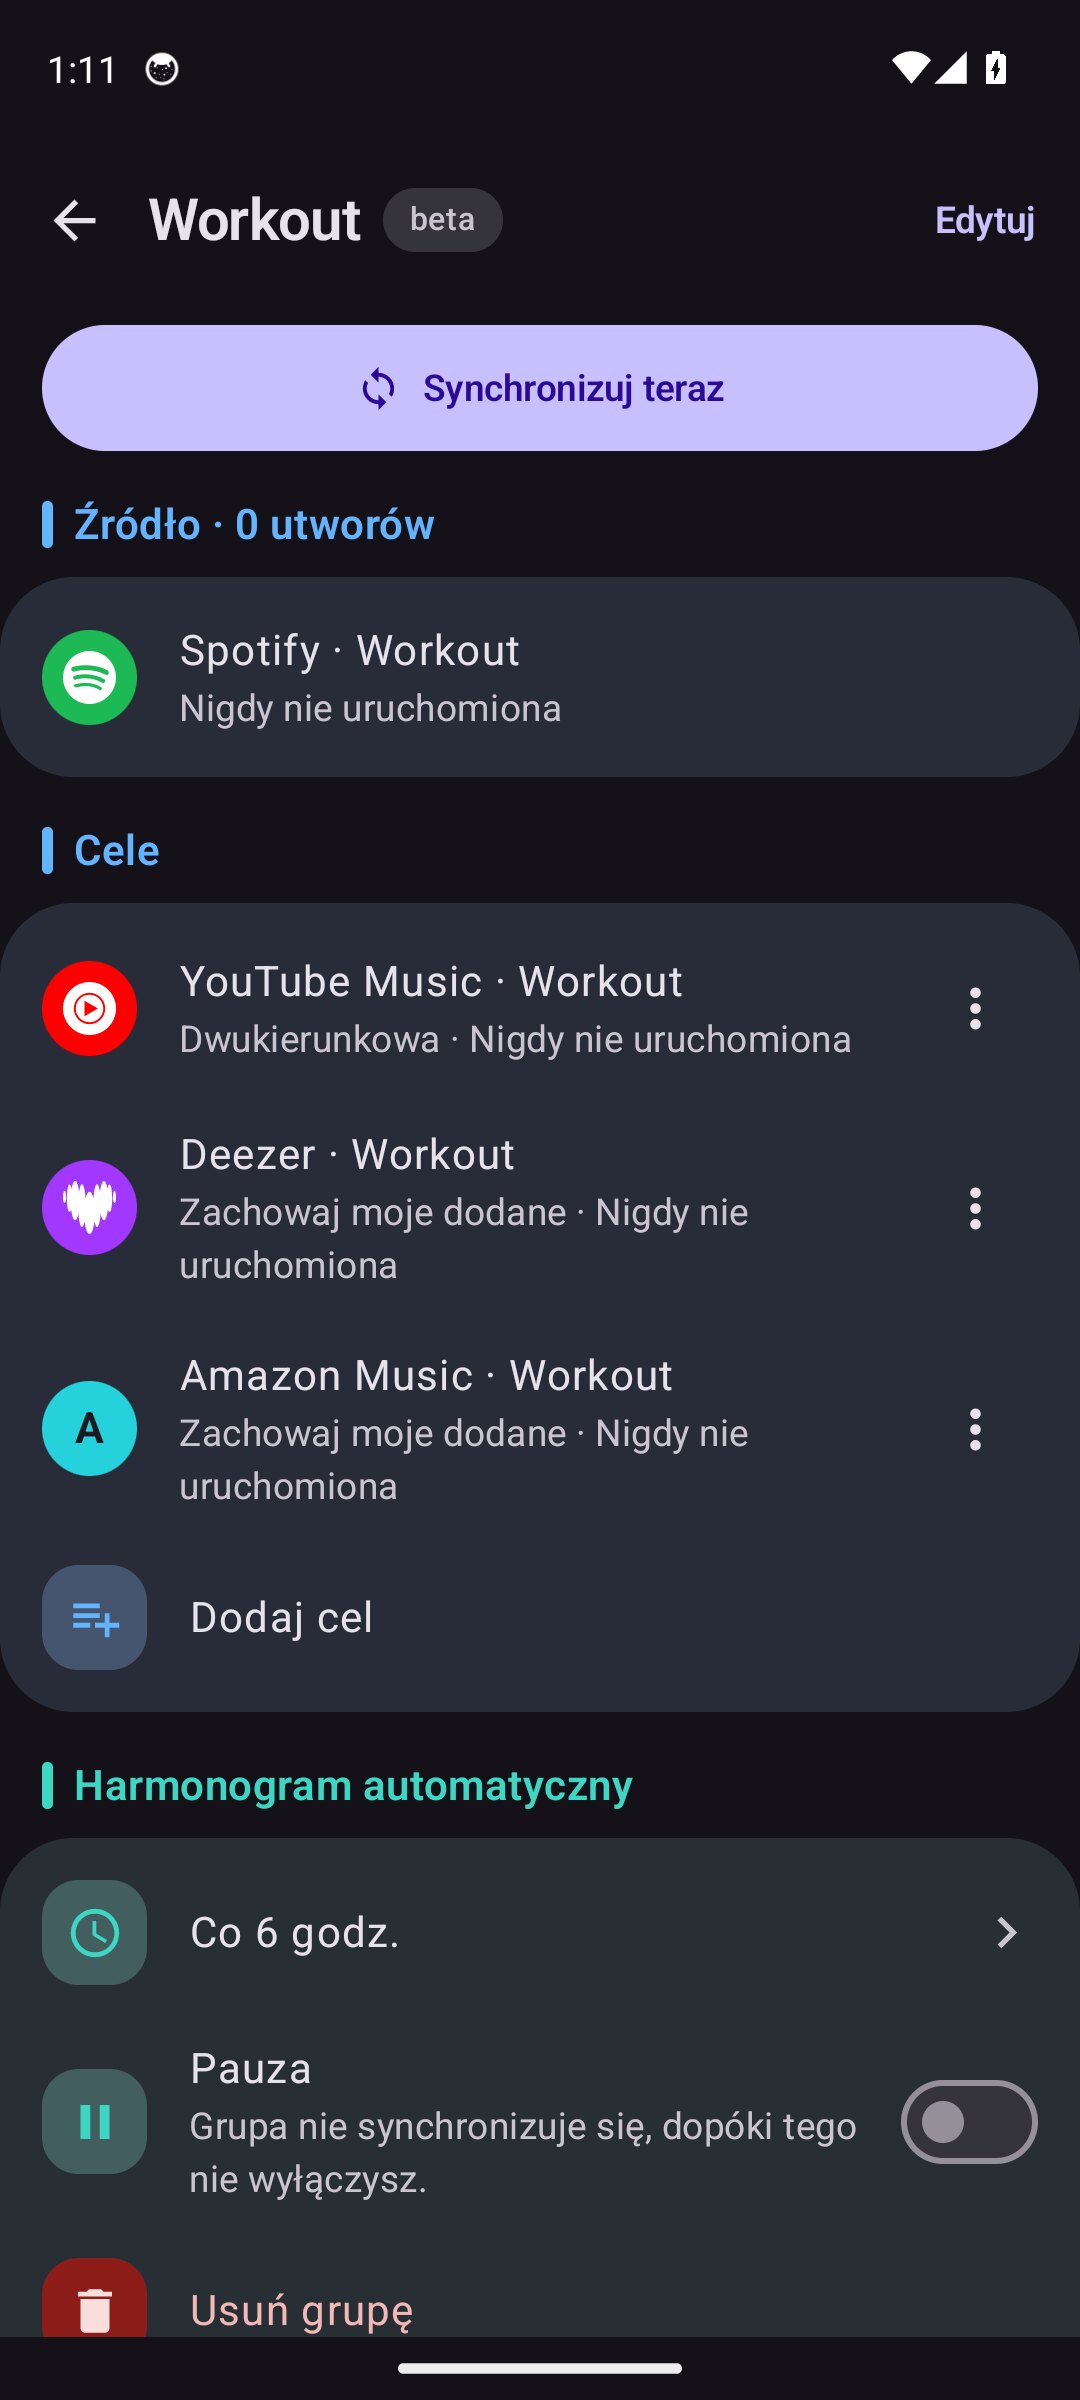 1:11
Workout beta Edytuj
Synchronizuj teraz
Źródło · 0 utworów
Spotify · Workout
Nigdy nie uruchomiona
Cele
YouTube Music · Workout
Dwukierunkowa · Nigdy nie uruchomiona
Deezer · Workout
Zachowaj moje dodane · Nigdy nie
uruchomiona
A
Amazon Music · Workout
Zachowaj moje dodane · Nigdy nie
uruchomiona
Dodaj cel
Harmonogram automatyczny
Co 6 godz.
Pauza
Grupa nie synchronizuje się, dopóki tego
nie wyłączysz.
Usuń grupę